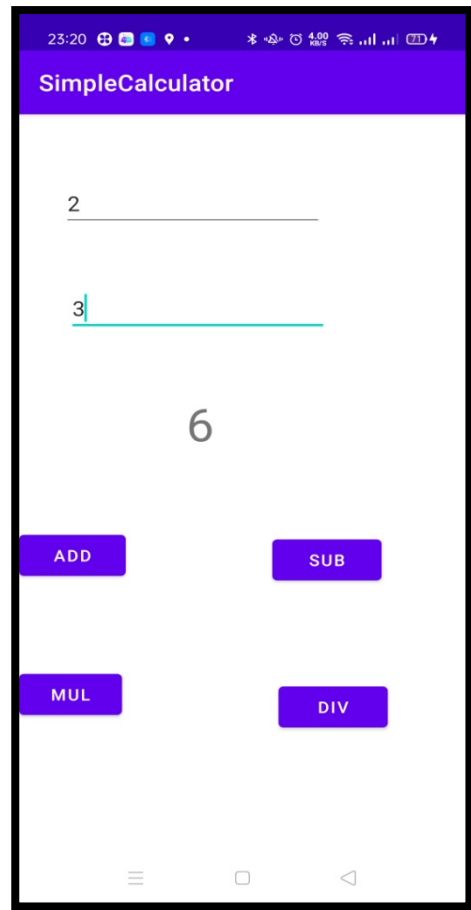 23:20 4.00 KB/S 71
SimpleCalculator
2
3
6
ADD SUB
MUL DIV